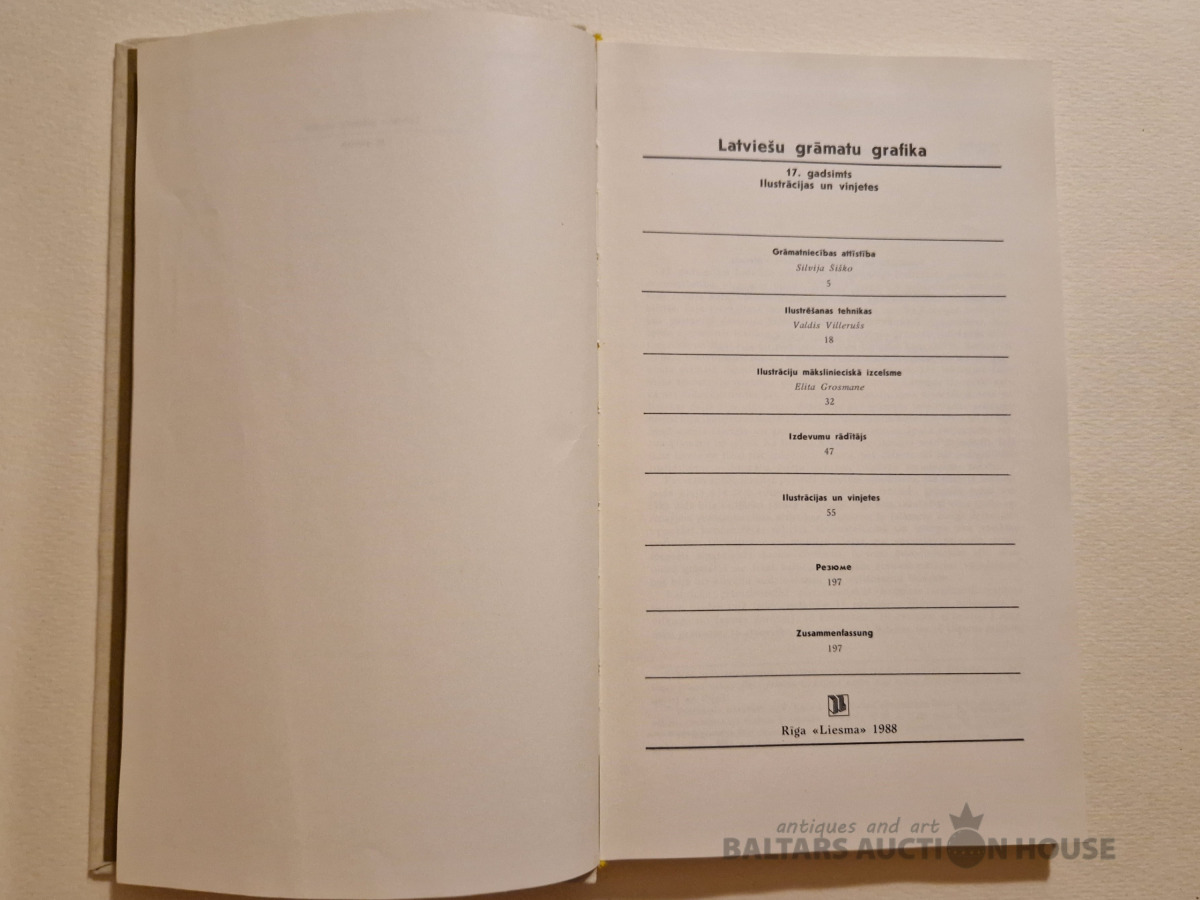 Latviešu grāmatu grafika
17. gadsimts
Ilustrācijas un vinjetes
Grāmatniecības attīstība
Silvija Šiško
5
Ilustrēšanas tehnikas
Valdis Villerušs
18
Ilustrāciju mākslinieciskā izcelsme
Elita Grosmane
32
Izdevumu rādītājs
47
Ilustrācijas un vinjetes
55
Резюме
197
Zusammenfassung
197
Rīga «Liesma» 1988
antiques and art
BALTARS AUCTION HOUSE